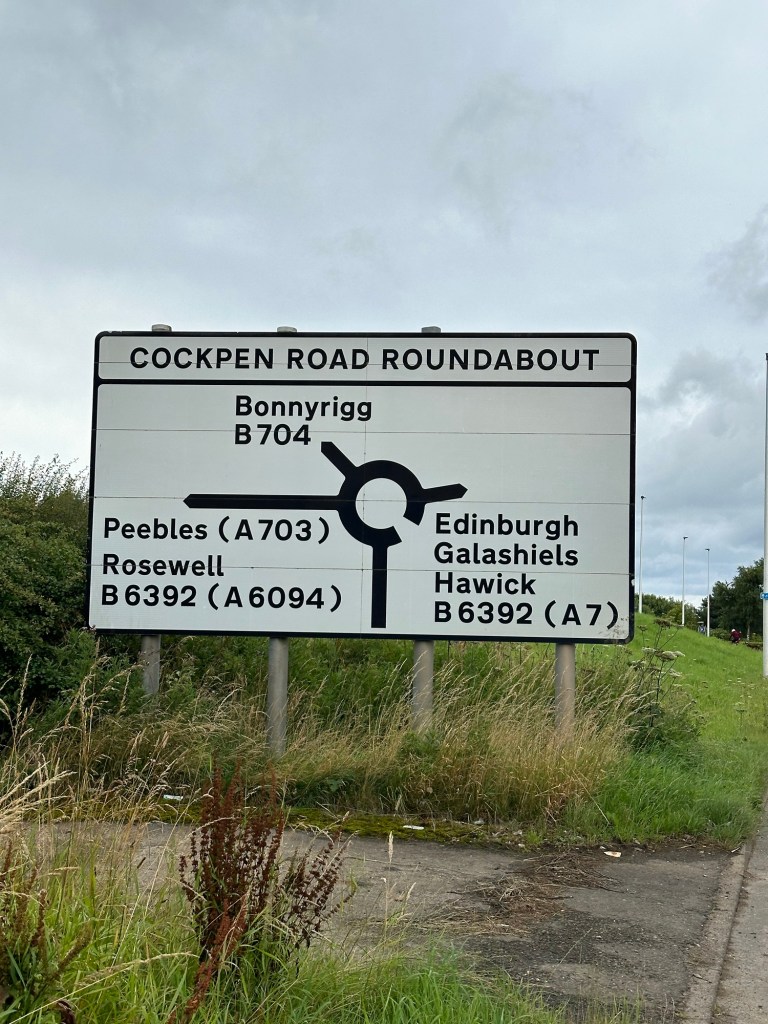 COCKPEN ROAD ROUNDABOUT
Bonnyrigg
B704
Peebles (A703)
Rosewell
B6392 (A6094)
Edinburgh
Galashiels
Hawick
B6392 (A7)